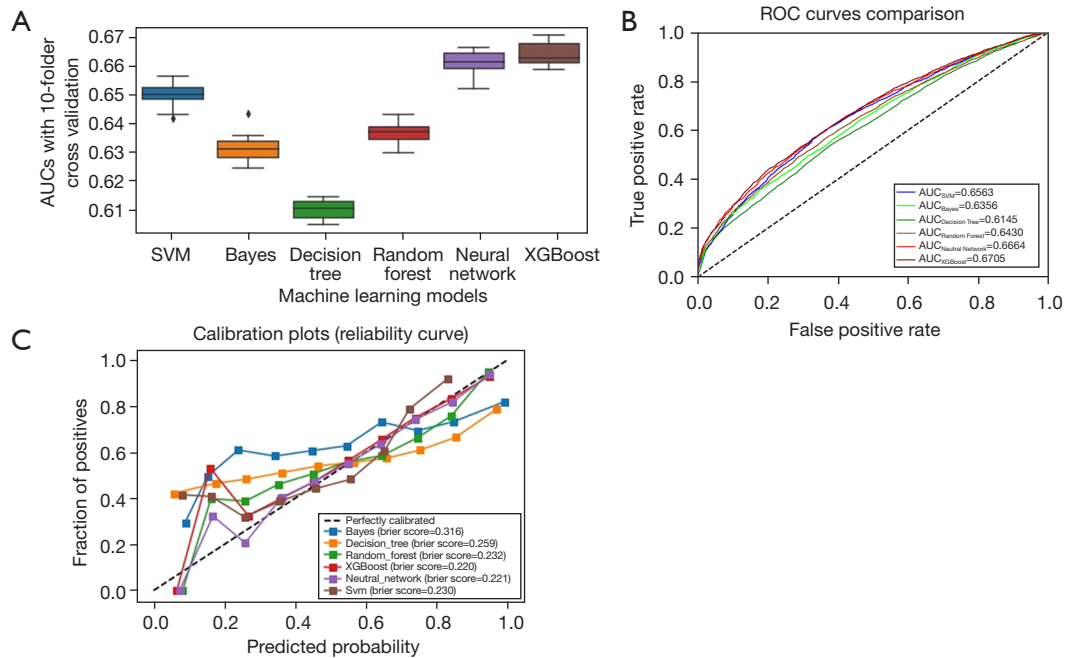 A
AUCs with 10-folder
cross validation
0.67
0.66
0.65
0.64
0.63
0.62
0.61
SVM
Bayes
Decision
tree
Random
forest
Neural
network
XGBoost
Machine learning models
B
ROC curves comparison
True positive rate
1.0
0.8
0.6
0.4
0.2
0.0
AUCSVM=0.6563
AUCBayes=0.6356
AUCDecision Tree=0.6145
AUCRandom Forest=0.6430
AUCNeutral Network=0.6664
AUCXGBoost=0.6705
0.0 0.2 0.4 0.6 0.8 1.0
False positive rate
C
Calibration plots (reliability curve)
Fraction of positives
1.0
0.8
0.6
0.4
0.2
0.0
Perfectly calibrated
Bayes (brier score=0.316)
Decision_tree (brier score=0.259)
Random_forest (brier score=0.232)
XGBoost (brier score=0.220)
Neutral_network (brier score=0.221)
Svm (brier score=0.230)
0.0 0.2 0.4 0.6 0.8 1.0
Predicted probability